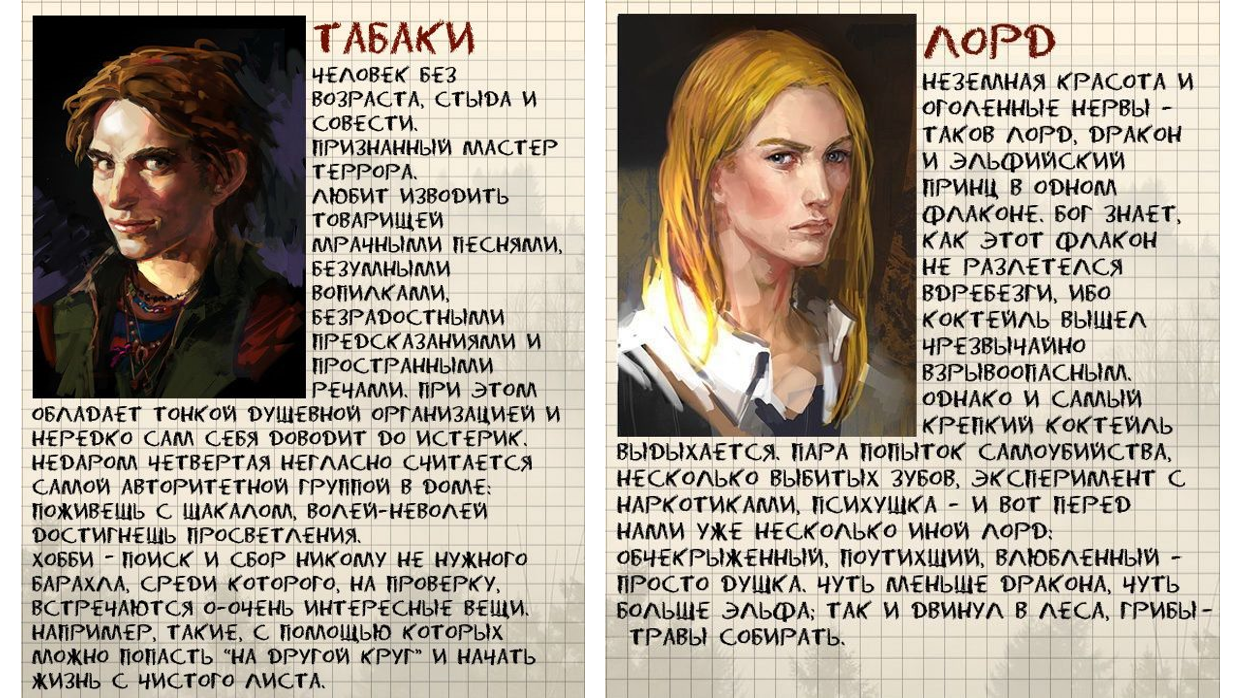 ТАБАКИ
ЧЕЛОВЕК БЕЗ
ВОЗРАСТА, СТЫДА И
СОВЕСТИ.
ПРИЗНАННЫЙ МАСТЕР
ТЕРРОРА.
ЛЮБИТ ИЗВОДИТЬ
ТОВАРИЩЕЙ
МРАЧНЫМИ ПЕСНЯМИ,
БЕЗУМНЫМИ
ВОПИЛКАМИ,
БЕЗРАДОСТНЫМИ
ПРЕДСКАЗАНИЯМИ И
ПРОСТРАННЫМИ
РЕЧАМИ. ПРИ ЭТОМ
ОБЛАДАЕТ ТОНКОЙ ДУШЕВНОЙ ОРГАНИЗАЦИЕЙ И
НЕРЕДКО САМ СЕБЯ ДОВОДИТ ДО ИСТЕРИК.
НЕДАРОМ ЧЕТВЕРТАЯ НЕГЛАСНО СЧИТАЕТСЯ
САМОЙ АВТОРИТЕТНОЙ ГРУППОЙ В ДОМЕ:
ПОЖИВЕШЬ С ШАКАЛОМ, ВОЛЕЙ-НЕВОЛЕЙ
ДОСТИГНЕШЬ ПРОСВЕТЛЕНИЯ.
ХОББИ - ПОИСК И СБОР НИКОМУ НЕ НУЖНОГО
БАРАХЛА, СРЕДИ КОТОРОГО, НА ПРОВЕРКУ,
ВСТРЕЧАЮТСЯ О-ОЧЕНЬ ИНТЕРЕСНЫЕ ВЕЩИ.
НАПРИМЕР, ТАКИЕ, С ПОМОЩЬЮ КОТОРЫХ
МОЖНО ПОПАСТЬ "НА ДРУГОЙ КРУГ" И НАЧАТЬ
ЖИЗНЬ С ЧИСТОГО ЛИСТА.
ЛОРД
НЕЗЕМНАЯ КРАСОТА И
ОГОЛЕННЫЕ НЕРВЫ -
ТАКОВ ЛОРД, ДРАКОН
И ЭЛЬФИЙСКИЙ
ПРИНЦ В ОДНОМ
ФЛАКОНЕ. БОГ ЗНАЕТ,
КАК ЭТОТ ФЛАКОН
НЕ РАЗЛЕТЕЛСЯ
ВДРЕБЕЗГИ, ИБО
КОКТЕЙЛЬ ВЫШЕЛ
ЧРЕЗВЫЧАЙНО
ВЗРЫВООПАСНЫМ.
ОДНАКО И САМЫЙ
КРЕПКИЙ КОКТЕЙЛЬ
ВЫДЫХАЕТСЯ. ПАРА ПОПЫТОК САМОУБИЙСТВА,
НЕСКОЛЬКО ВЫБИТЫХ ЗУБОВ, ЭКСПЕРИМЕНТ С
НАРКОТИКАМИ, ПСИХУШКА - И ВОТ ПЕРЕД
НАМИ УЖЕ НЕСКОЛЬКО ИНОЙ ЛОРД:
ОБЧЕКРЫЖЕННЫЙ, ПОУТИХШИЙ, ВЛЮБЛЕННЫЙ -
ПРОСТО ДУШКА. ЧУТЬ МЕНЬШЕ ДРАКОНА, ЧУТЬ
БОЛЬШЕ ЭЛЬФА; ТАК И ДВИНУЛ В ЛЕСА, ГРИБЫ-
ТРАВЫ СОБИРАТЬ.